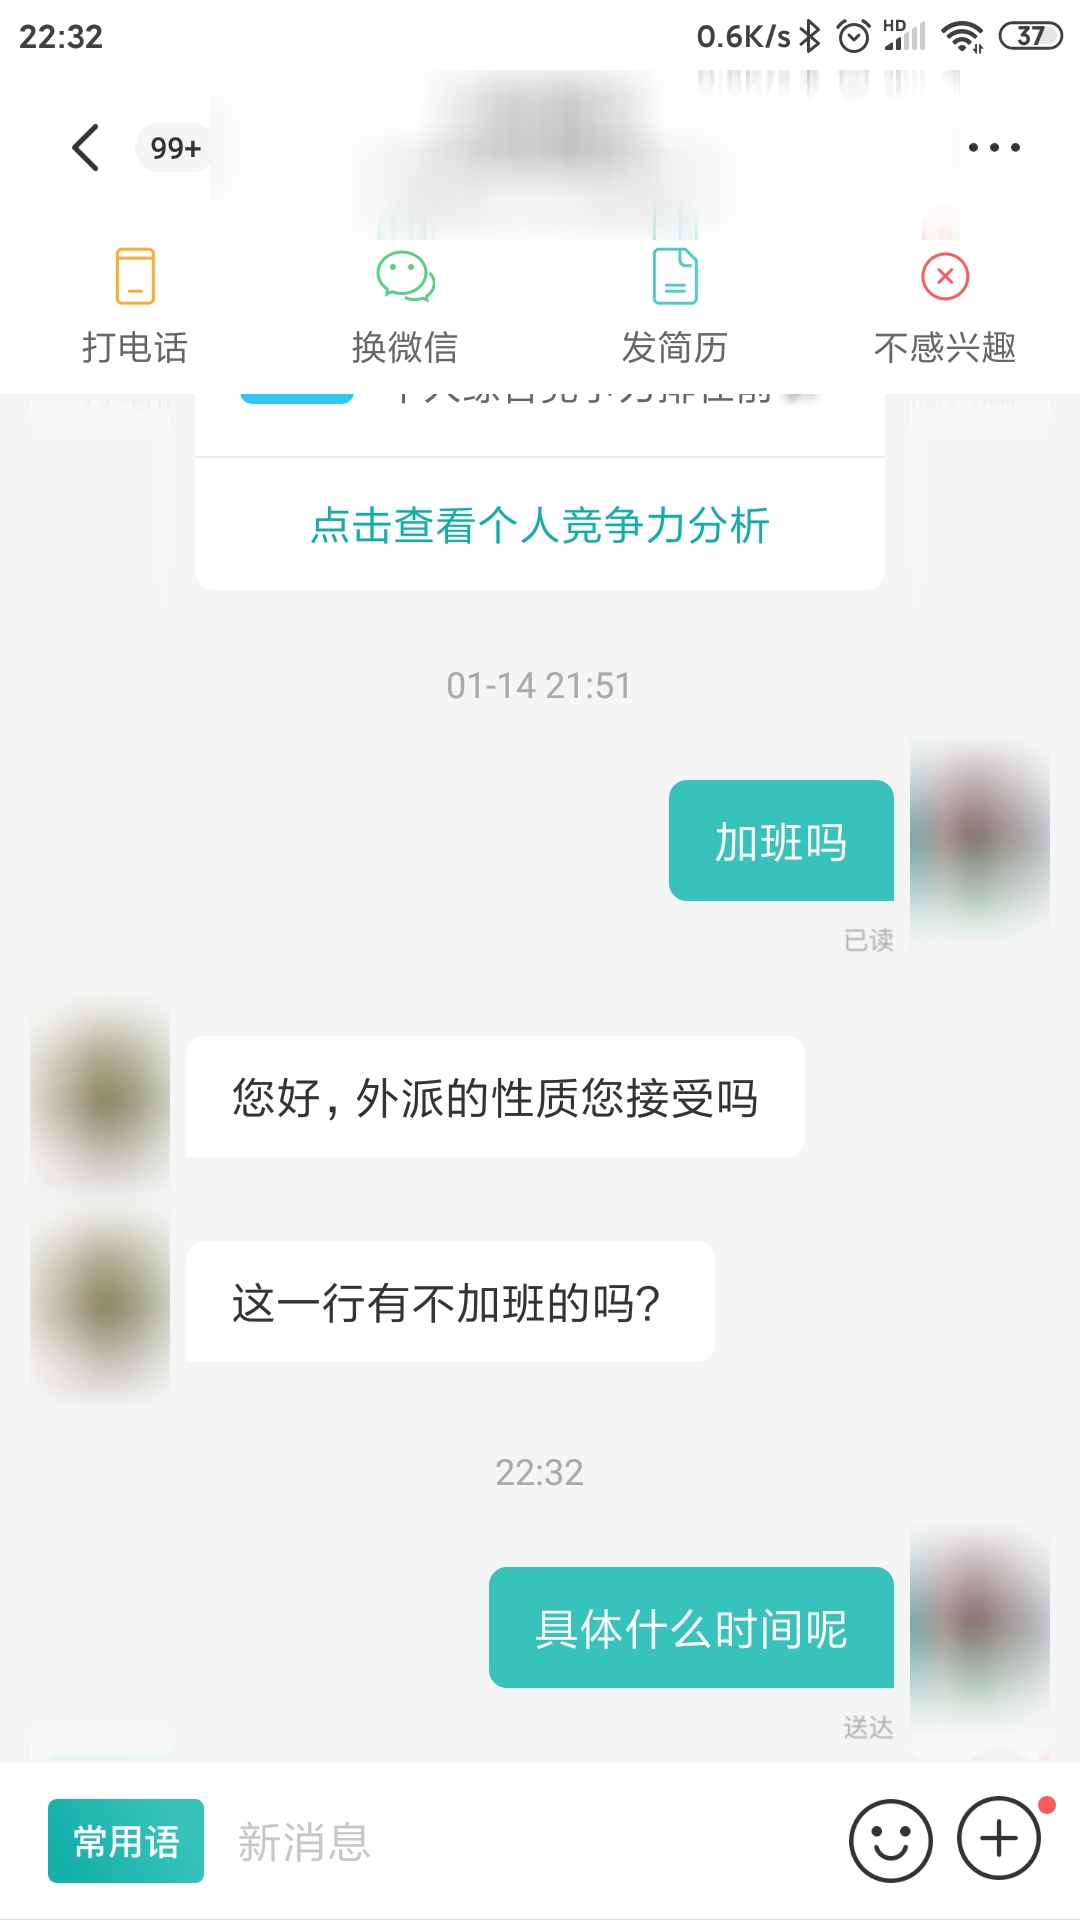 22:32
0.6K/s HD 37
99+
打电话 换微信 发简历 不感兴趣
点击查看个人竞争力分析
01-14 21:51
加班吗
已读
您好，外派的性质您接受吗
这一行有不加班的吗？
22:32
具体什么时间呢
送达
常用语 新消息